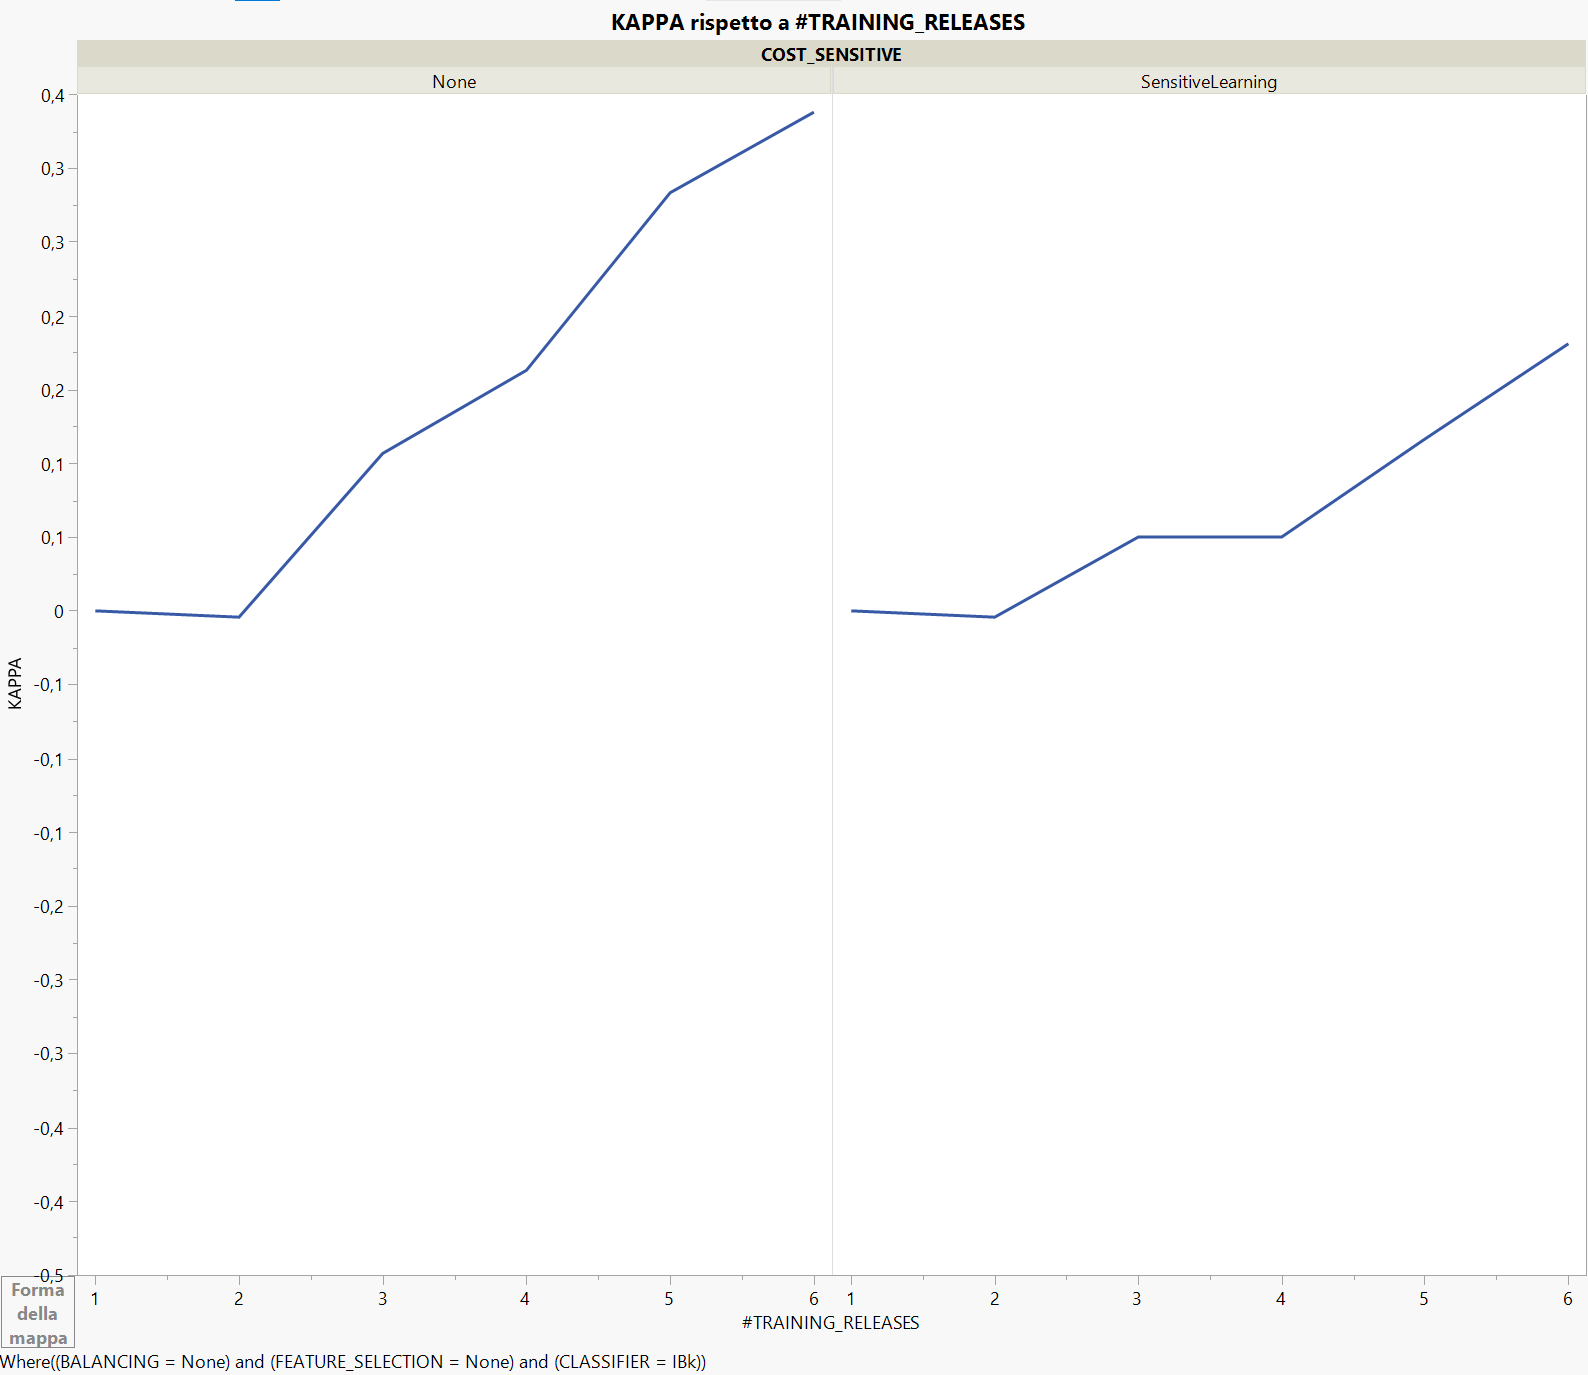 KAPPA rispetto a #TRAINING_RELEASES
COST_SENSITIVE
None
SensitiveLearning
0,4
0,3
0,3
0,2
0,2
0,1
0,1
0
-0,1
-0,1
-0,1
-0,2
-0,3
-0,3
-0,4
-0,4
-0,5
KAPPA
1 2 3 4 5 6 1 2 3 4 5 6
#TRAINING_RELEASES
Forma
della
mappa
Where((BALANCING = None) and (FEATURE_SELECTION = None) and (CLASSIFIER = IBk))